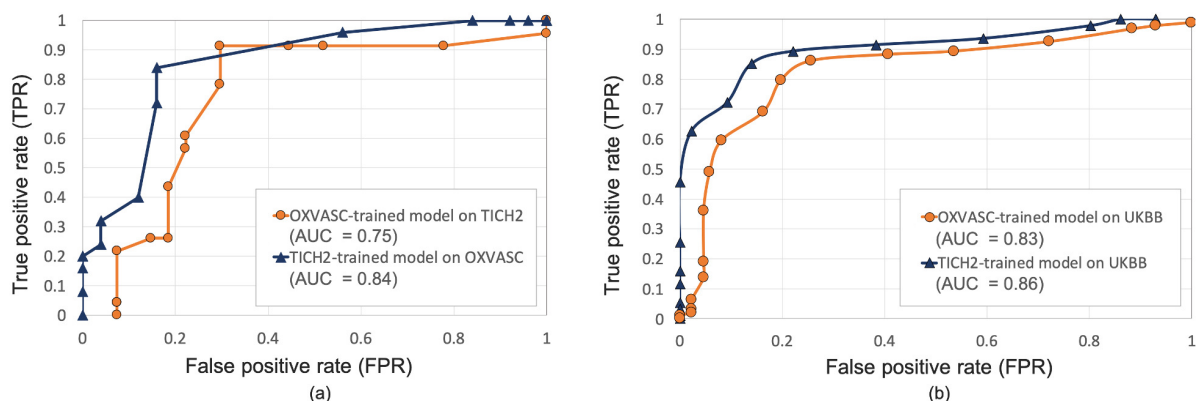 True positive rate (TPR)
1
0.9
0.8
0.7
0.6
0.5
0.4
0.3
0.2
0.1
0
OXVASC-trained model on TICH2
(AUC = 0.75)
TICH2-trained model on OXVASC
(AUC = 0.84)
0 0.2 0.4 0.6 0.8 1
False positive rate (FPR)
(a)
True positive rate (TPR)
1
0.9
0.8
0.7
0.6
0.5
0.4
0.3
0.2
0.1
0
OXVASC-trained model on UKBB
(AUC = 0.83)
TICH2-trained model on UKBB
(AUC = 0.86)
0 0.2 0.4 0.6 0.8 1
False positive rate (FPR)
(b)